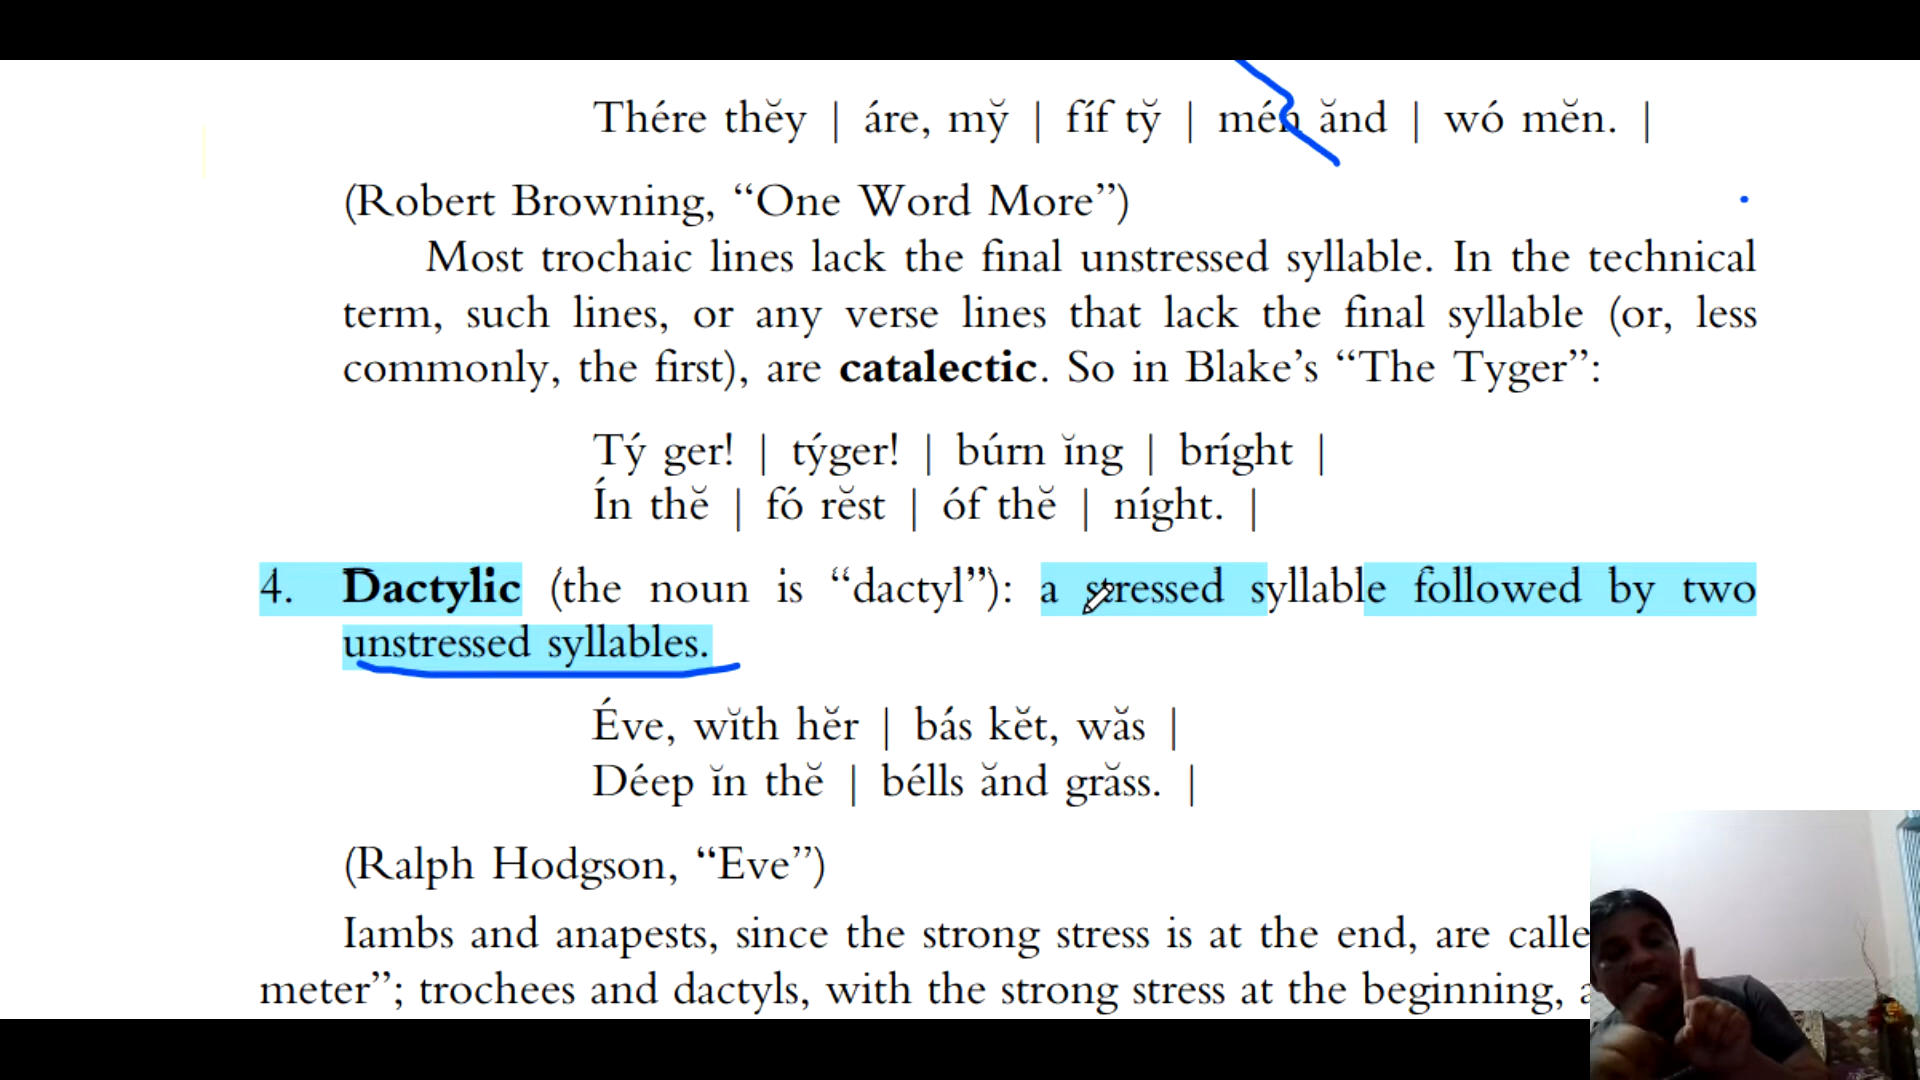 Thére thĕy | áre, my̆ | fíf ty̆ | mén ănd | wó mĕn. |
(Robert Browning, “One Word More”)
Most trochaic lines lack the final unstressed syllable. In the technical
term, such lines, or any verse lines that lack the final syllable (or, less
commonly, the first), are catalectic. So in Blake’s “The Tyger”:
Tý ger! | týger! | búrn ĭng | bríght |
Ín thĕ | fó rĕst | óf thĕ | níght. |
4. Dactylic (the noun is “dactyl”): a stressed syllable followed by two
unstressed syllables.
Éve, wĭth hĕr | bás kĕt, wăs |
Déep ĭn thĕ | bélls ănd grăss. |
(Ralph Hodgson, “Eve”)
Iambs and anapests, since the strong stress is at the end, are calle
meter”; trochees and dactyls, with the strong stress at the beginning,